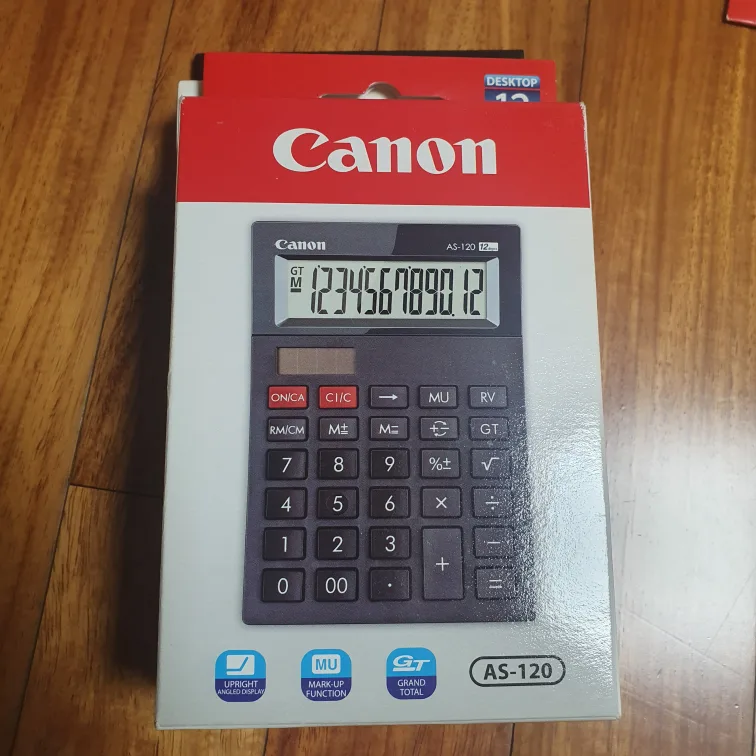 DESKTOP
12
Canon
Canon AS-120 12digits
GT
M
1234567890.12
ON/CA CI/C → MU RV
RM/CM M± M= GT
7 8 9 %± √
4 5 6 × ÷
1 2 3 + −
0 00 · =
UPRIGHT
ANGLED DISPLAY
MU
MARK-UP
FUNCTION
GT
GRAND
TOTAL
AS-120